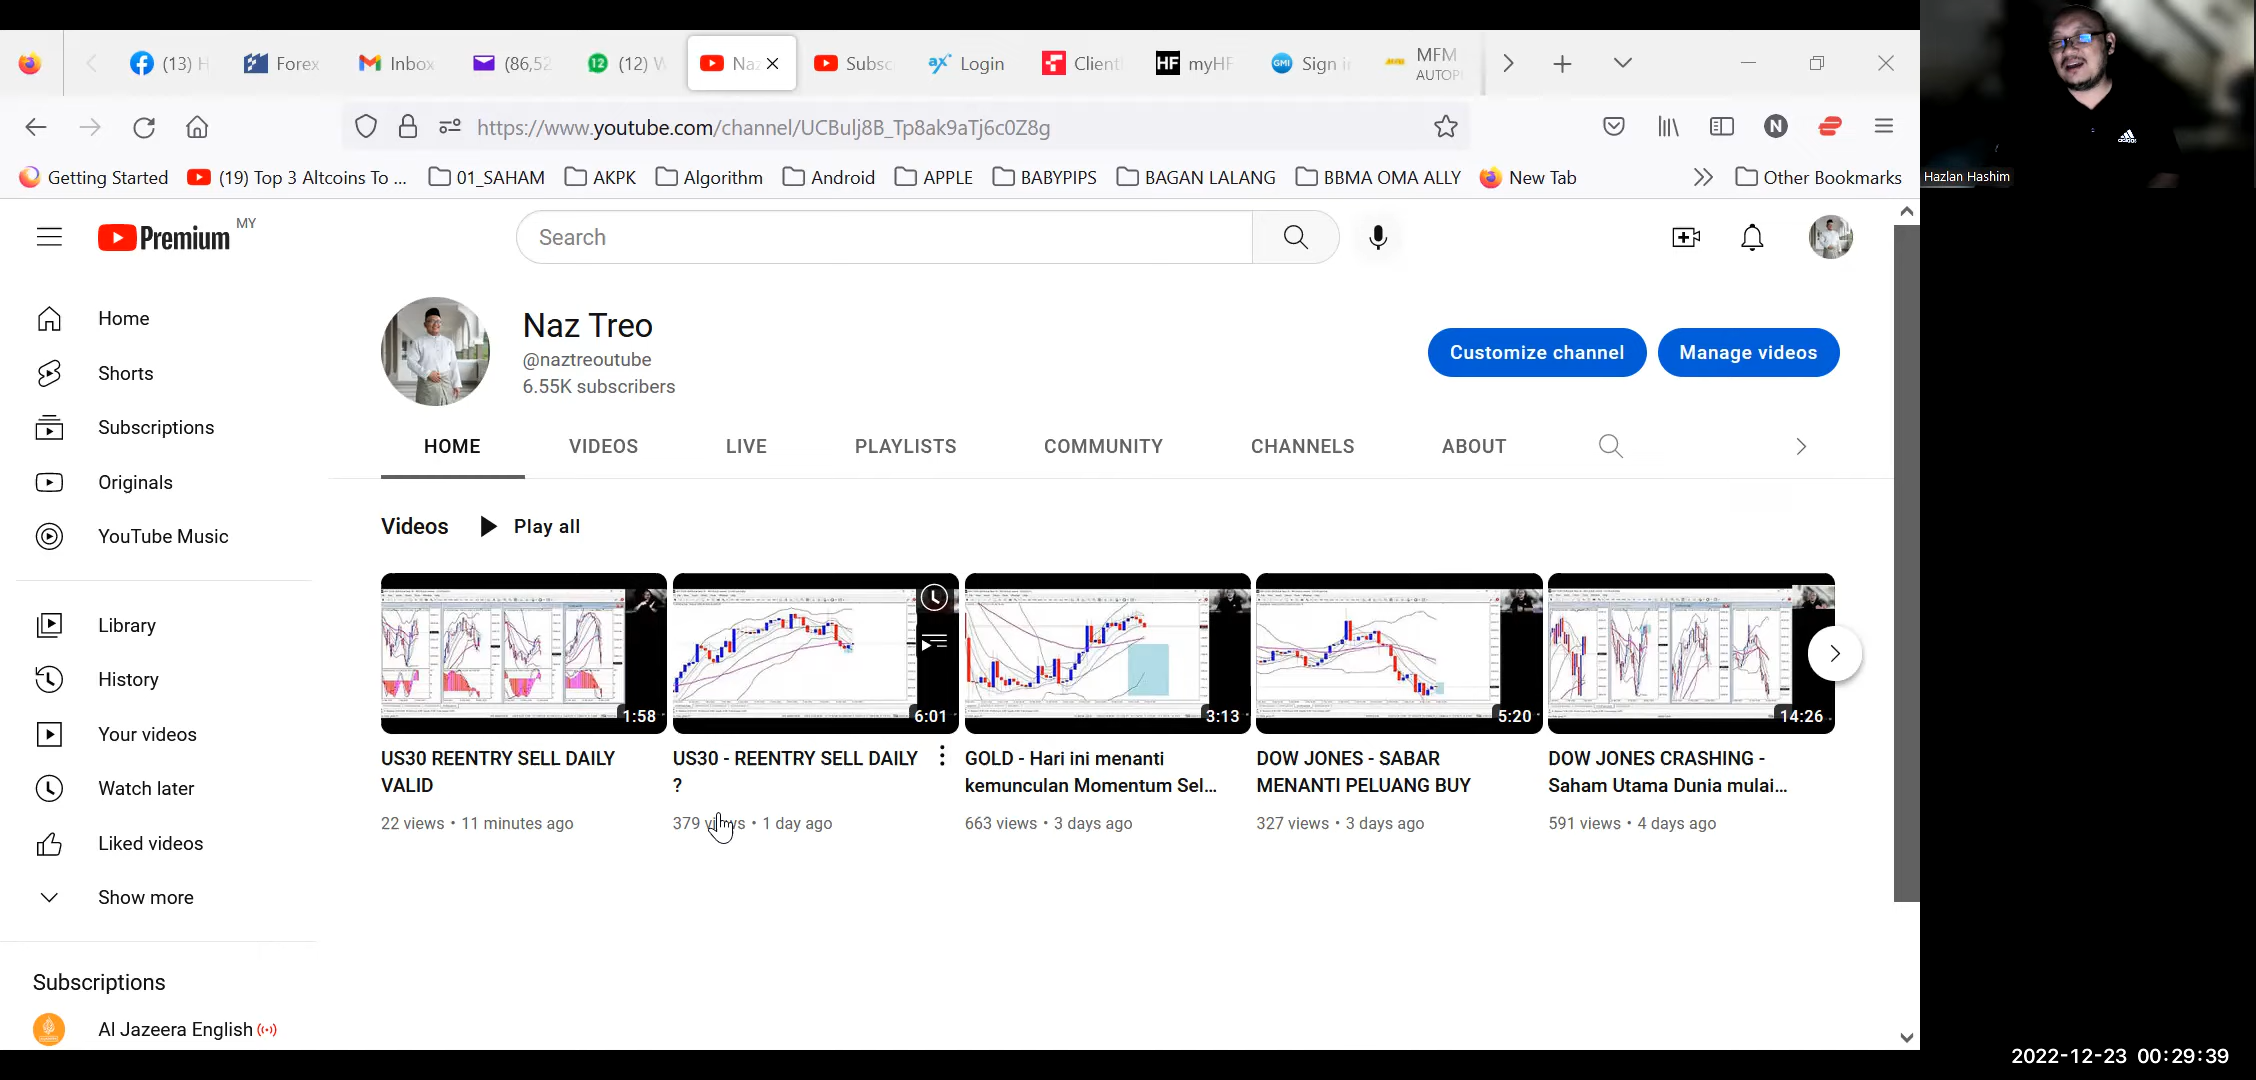 (13) H
Forex
Inbox
(86,52
12
(12) W
Naz
Subsc
Login
Client
HF
myHF
GMI
Sign in
MFM
AUTOPI
https://www.youtube.com/channel/UCBulj8B_Tp8ak9aTj6c0Z8g
N
Getting Started
(19) Top 3 Altcoins To ...
01_SAHAM
AKPK
Algorithm
Android
APPLE
BABYPIPS
BAGAN LALANG
BBMA OMA ALLY
New Tab
Other Bookmarks
Hazlan Hashim
adidas
Premium
MY
Search
Home
Shorts
Subscriptions
Originals
YouTube Music
Library
History
Your videos
Watch later
Liked videos
Show more
Subscriptions
Al Jazeera English
Naz Treo
@naztreoutube
6.55K subscribers
Customize channel
Manage videos
HOME
VIDEOS
LIVE
PLAYLISTS
COMMUNITY
CHANNELS
ABOUT
Videos
Play all
1:58
US30 REENTRY SELL DAILY
VALID
22 views • 11 minutes ago
6:01
US30 - REENTRY SELL DAILY
?
379 views • 1 day ago
3:13
GOLD - Hari ini menanti
kemunculan Momentum Sel...
663 views • 3 days ago
5:20
DOW JONES - SABAR
MENANTI PELUANG BUY
327 views • 3 days ago
14:26
DOW JONES CRASHING -
Saham Utama Dunia mulai...
591 views • 4 days ago
2022-12-23 00:29:39